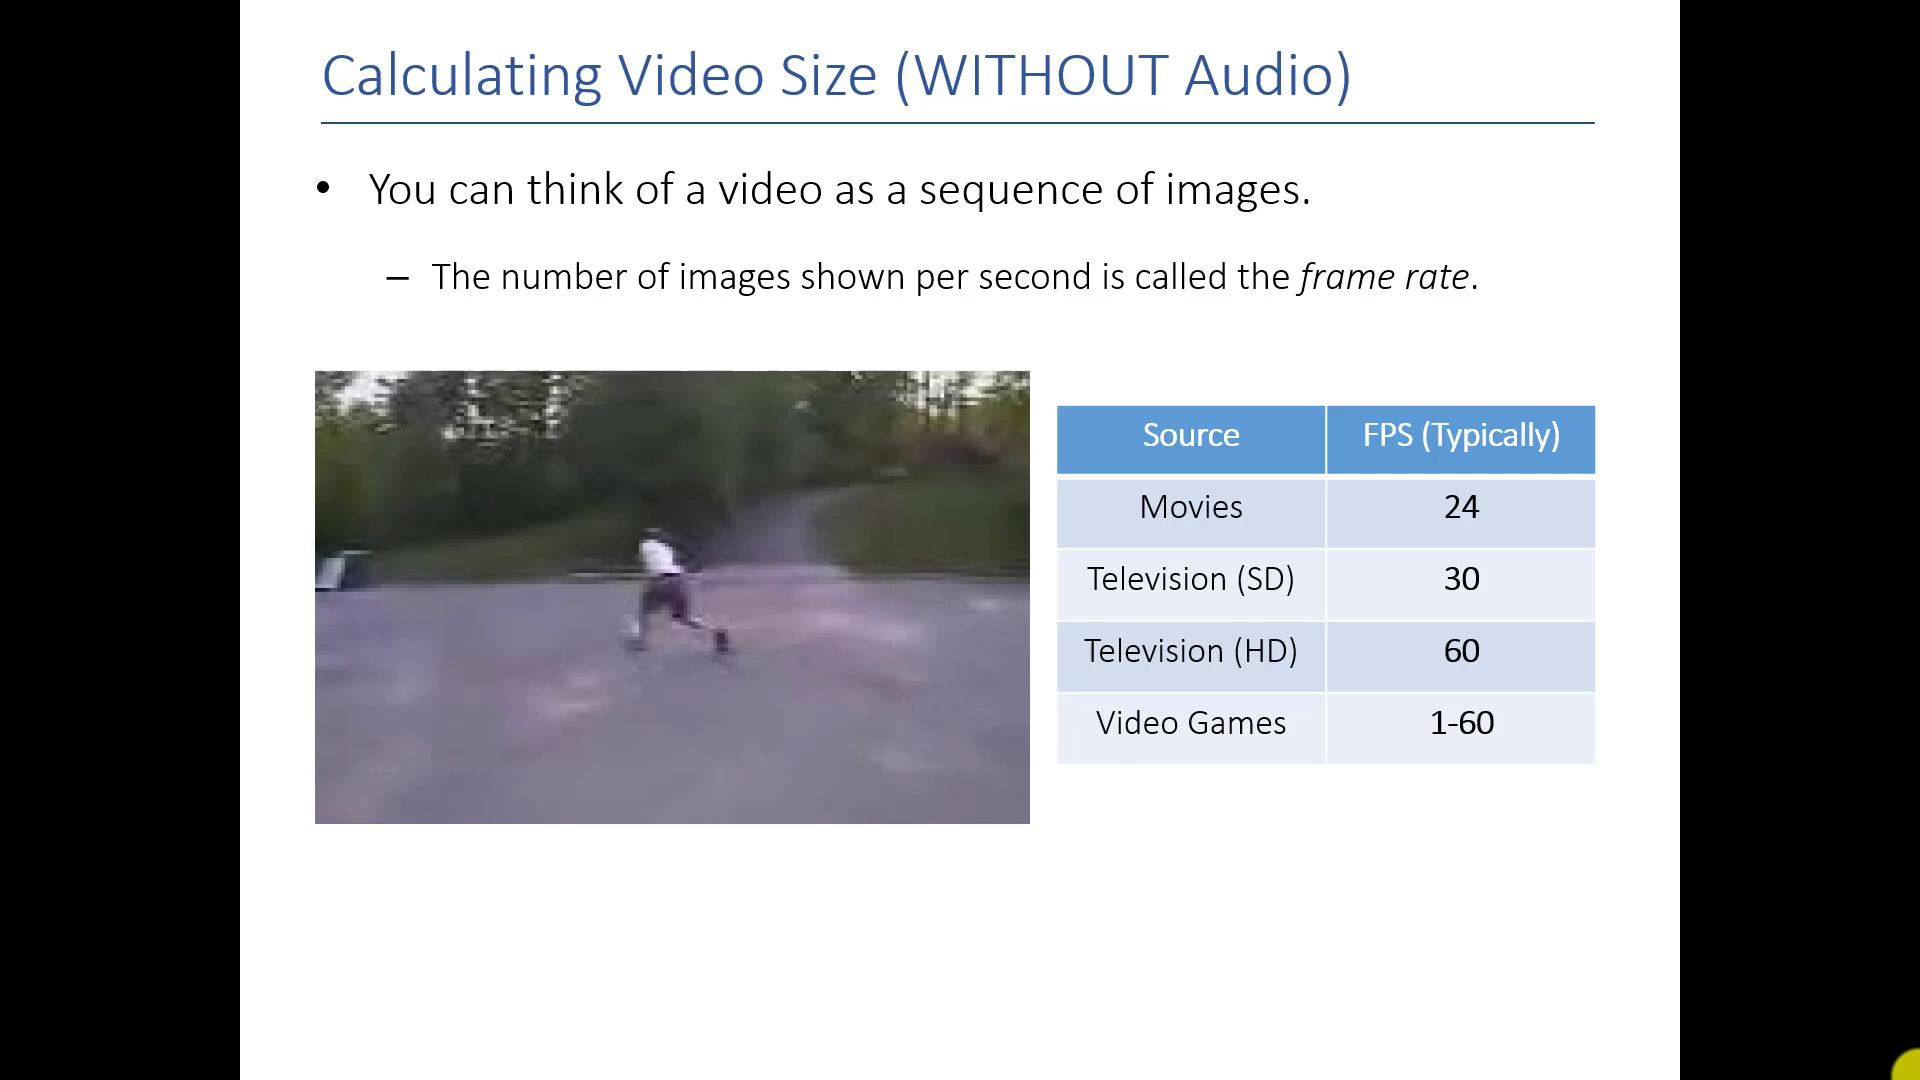 Calculating Video Size (WITHOUT Audio)
• You can think of a video as a sequence of images.
– The number of images shown per second is called the frame rate.
Source FPS (Typically)
Movies 24
Television (SD) 30
Television (HD) 60
Video Games 1-60